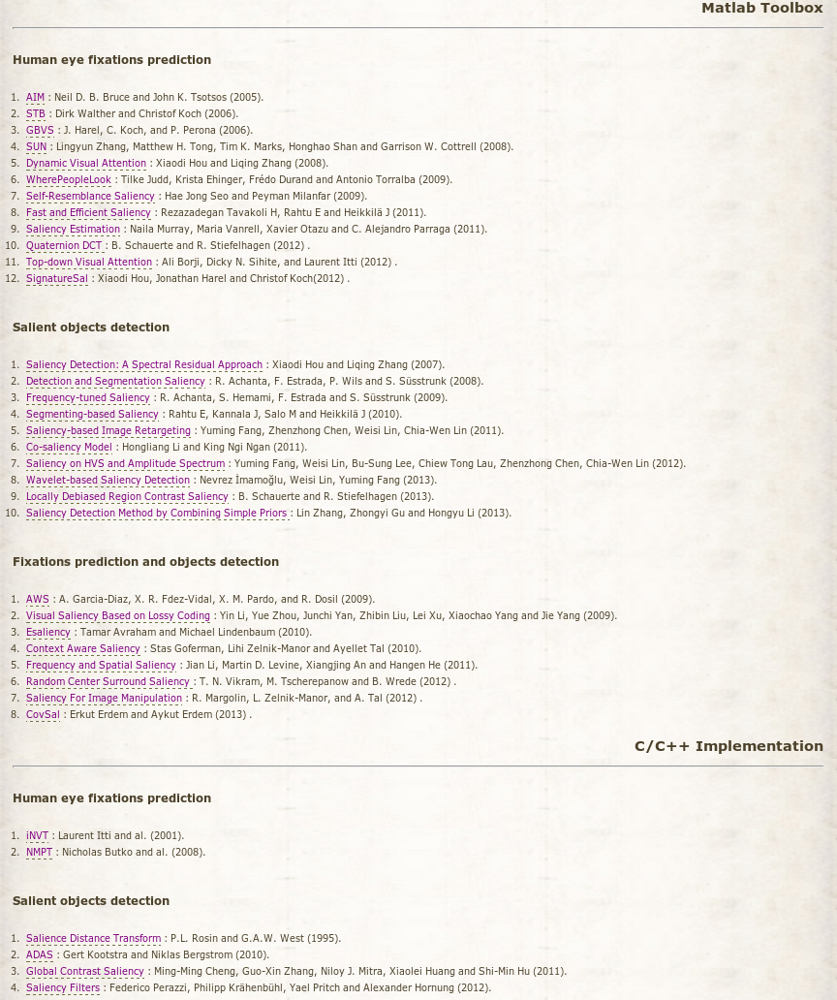 Matlab Toolbox
Human eye fixations prediction
1. AIM : Neil D. B. Bruce and John K. Tsotsos (2005).
2. STB : Dirk Walther and Christof Koch (2006).
3. GBVS : J. Harel, C. Koch, and P. Perona (2006).
4. SUN : Lingyun Zhang, Matthew H. Tong, Tim K. Marks, Honghao Shan and Garrison W. Cottrell (2008).
5. Dynamic Visual Attention : Xiaodi Hou and Liqing Zhang (2008).
6. WherePeopleLook : Tilke Judd, Krista Ehinger, Frédo Durand and Antonio Torralba (2009).
7. Self-Resemblance Saliency : Hae Jong Seo and Peyman Milanfar (2009).
8. Fast and Efficient Saliency : Rezazadegan Tavakoli H, Rahtu E and Heikkilä J (2011).
9. Saliency Estimation : Naila Murray, Maria Vanrell, Xavier Otazu and C. Alejandro Parraga (2011).
10. Quaternion DCT : B. Schauerte and R. Stiefelhagen (2012) .
11. Top-down Visual Attention : Ali Borji, Dicky N. Sihite, and Laurent Itti (2012) .
12. SignatureSal : Xiaodi Hou, Jonathan Harel and Christof Koch(2012) .
Salient objects detection
1. Saliency Detection: A Spectral Residual Approach : Xiaodi Hou and Liqing Zhang (2007).
2. Detection and Segmentation Saliency : R. Achanta, F. Estrada, P. Wils and S. Süsstrunk (2008).
3. Frequency-tuned Saliency : R. Achanta, S. Hemami, F. Estrada and S. Süsstrunk (2009).
4. Segmenting-based Saliency : Rahtu E, Kannala J, Salo M and Heikkilä J (2010).
5. Saliency-based Image Retargeting : Yuming Fang, Zhenzhong Chen, Weisi Lin, Chia-Wen Lin (2011).
6. Co-saliency Model : Hongliang Li and King Ngi Ngan (2011).
7. Saliency on HVS and Amplitude Spectrum : Yuming Fang, Weisi Lin, Bu-Sung Lee, Chiew Tong Lau, Zhenzhong Chen, Chia-Wen Lin (2012).
8. Wavelet-based Saliency Detection : Nevrez İmamoğlu, Weisi Lin, Yuming Fang (2013).
9. Locally Debiased Region Contrast Saliency : B. Schauerte and R. Stiefelhagen (2013).
10. Saliency Detection Method by Combining Simple Priors : Lin Zhang, Zhongyi Gu and Hongyu Li (2013).
Fixations prediction and objects detection
1. AWS : A. Garcia-Diaz, X. R. Fdez-Vidal, X. M. Pardo, and R. Dosil (2009).
2. Visual Saliency Based on Lossy Coding : Yin Li, Yue Zhou, Junchi Yan, Zhibin Liu, Lei Xu, Xiaochao Yang and Jie Yang (2009).
3. Esaliency : Tamar Avraham and Michael Lindenbaum (2010).
4. Context Aware Saliency : Stas Goferman, Lihi Zelnik-Manor and Ayellet Tal (2010).
5. Frequency and Spatial Saliency : Jian Li, Martin D. Levine, Xiangjing An and Hangen He (2011).
6. Random Center Surround Saliency : T. N. Vikram, M. Tscherepanow and B. Wrede (2012) .
7. Saliency For Image Manipulation : R. Margolin, L. Zelnik-Manor, and A. Tal (2012) .
8. CovSal : Erkut Erdem and Aykut Erdem (2013) .
C/C++ Implementation
Human eye fixations prediction
1. iNVT : Laurent Itti and al. (2001).
2. NMPT : Nicholas Butko and al. (2008).
Salient objects detection
1. Salience Distance Transform : P.L. Rosin and G.A.W. West (1995).
2. ADAS : Gert Kootstra and Niklas Bergstrom (2010).
3. Global Contrast Saliency : Ming-Ming Cheng, Guo-Xin Zhang, Niloy J. Mitra, Xiaolei Huang and Shi-Min Hu (2011).
4. Saliency Filters : Federico Perazzi, Philipp Krähenbühl, Yael Pritch and Alexander Hornung (2012).